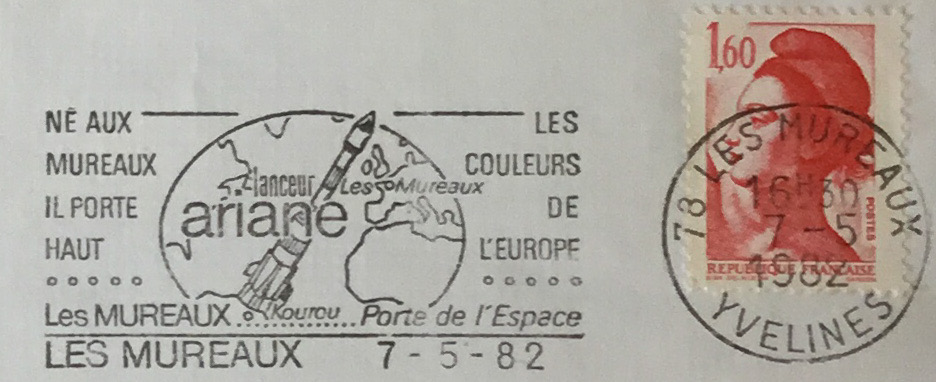 NÉ AUX
MUREAUX
IL PORTE
HAUT
lanceur
ariane
Les Mureaux
Kourou
LES
COULEURS
DE
L'EUROPE
Les MUREAUX Porte de l'Espace
LES MUREAUX 7-5-82
1,60
POSTES
REPUBLIQUE FRANCAISE
78 LES MUREAUX
16H30
7-5
1982
YVELINES